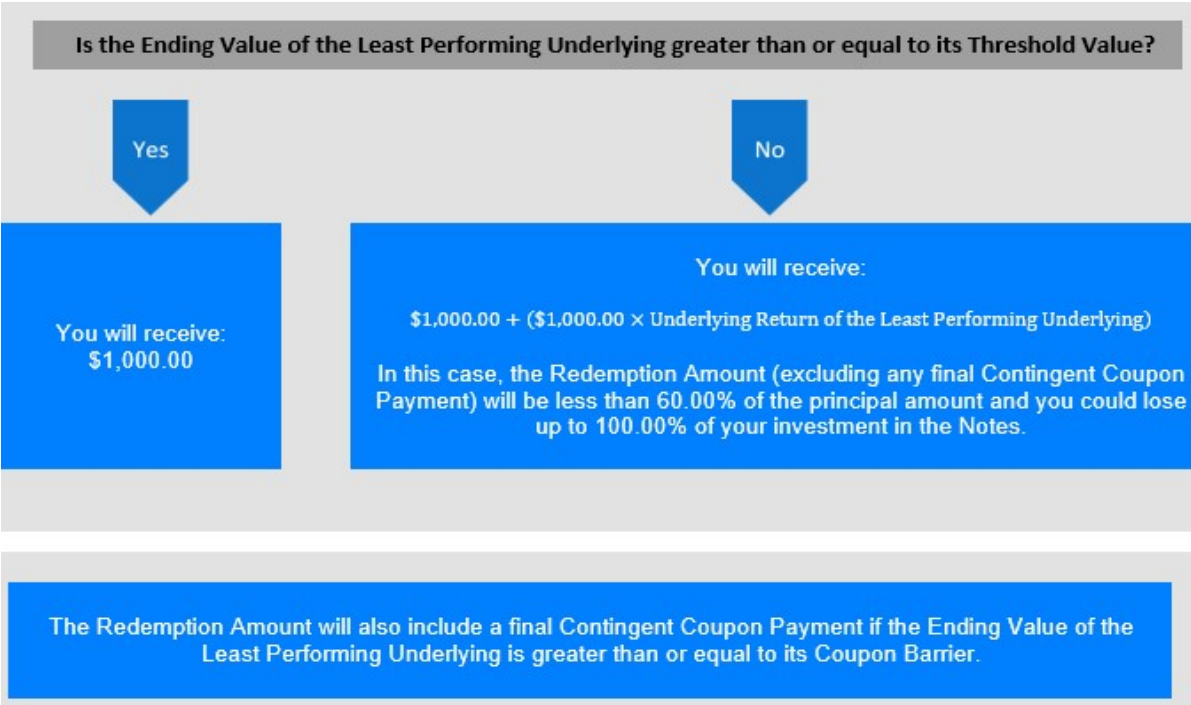 Is the Ending Value of the Least Performing Underlying greater than or equal to its Threshold Value?
Yes
No
You will receive:
$1,000.00
You will receive:
$1,000.00 + ($1,000.00 × Underlying Return of the Least Performing Underlying)
In this case, the Redemption Amount (excluding any final Contingent Coupon
Payment) will be less than 60.00% of the principal amount and you could lose
up to 100.00% of your investment in the Notes.
The Redemption Amount will also include a final Contingent Coupon Payment if the Ending Value of the
Least Performing Underlying is greater than or equal to its Coupon Barrier.